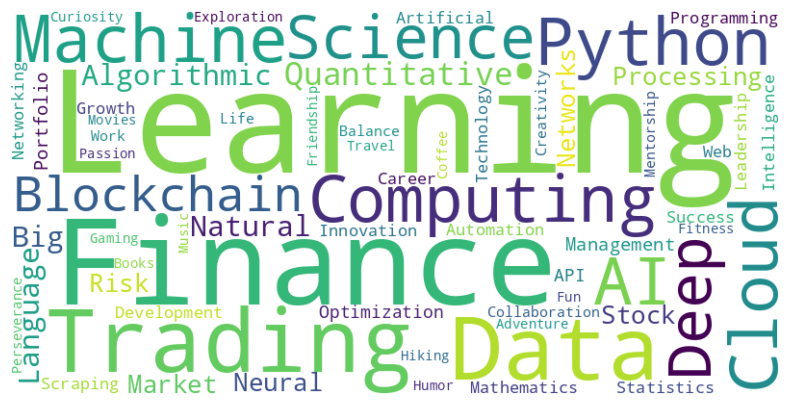 Curiosity
Exploration
Artificial
Programming
Machine
Science
Python
Algorithmic
Quantitative
Processing
Networking
Portfolio
Growth
Movies
Work
Passion
Learning
Life
Friendship
Balance
Travel
Coffee
Technology
Creativity
Networks
Mentorship
Web
Leadership
Intelligence
Career
Blockchain
Computing
Success
Fitness
Big
Natural
Innovation
Automation
Management
Gaming
Music
Books
Finance
API
AI
Deep
Cloud
Perseverance
Language
Risk
Fun
Development
Optimization
Collaboration
Adventure
Stock
Trading
Data
Hiking
Scraping
Market
Neural
Humor
Mathematics
Statistics